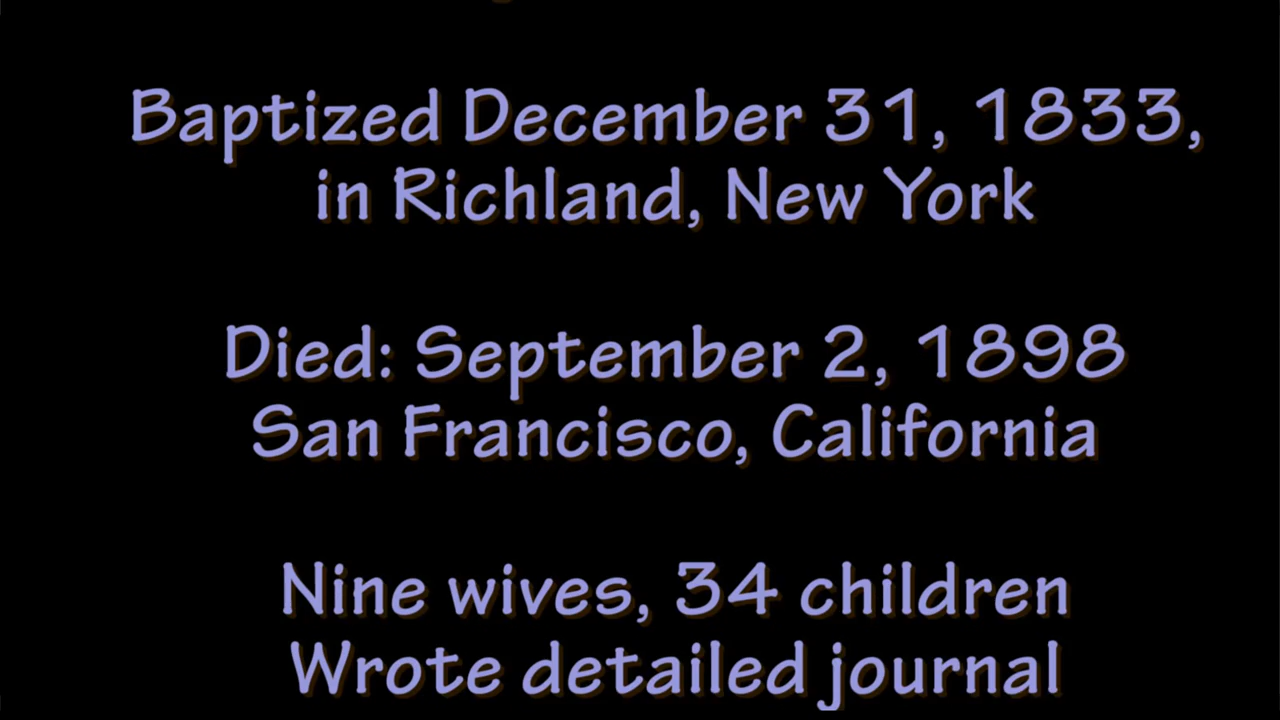 Baptized December 31, 1833,
in Richland, New York
Died: September 2, 1898
San Francisco, California
Nine wives, 34 children
Wrote detailed journal